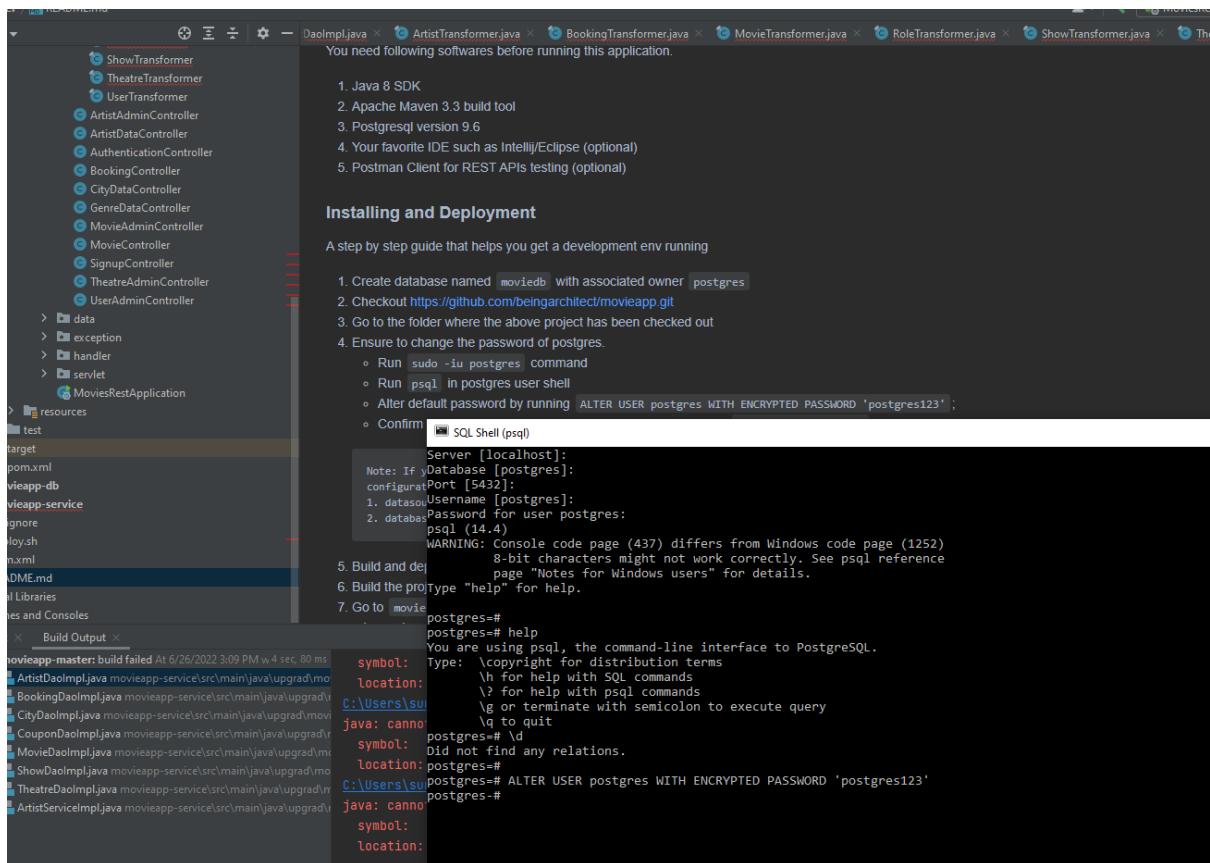 README.md
DaoImpl.java × ArtistTransformer.java × BookingTransformer.java × MovieTransformer.java × RoleTransformer.java × ShowTransformer.java ×
ShowTransformer
TheatreTransformer
UserTransformer
ArtistAdminController
ArtistDataController
AuthenticationController
BookingController
CityDataController
GenreDataController
MovieAdminController
MovieController
SignupController
TheatreAdminController
UserAdminController
data
exception
handler
servlet
MoviesRestApplication
resources
test
target
pom.xml
vieapp-db
vieapp-service
ignore
ploy.sh
m.xml
ADME.md
al Libraries
hes and Consoles
You need following softwares before running this application.
1. Java 8 SDK
2. Apache Maven 3.3 build tool
3. Postgresql version 9.6
4. Your favorite IDE such as Intellij/Eclipse (optional)
5. Postman Client for REST APIs testing (optional)
Installing and Deployment
A step by step guide that helps you get a development env running
1. Create database named moviedb with associated owner postgres
2. Checkout https://github.com/beingarchitect/movieapp.git
3. Go to the folder where the above project has been checked out
4. Ensure to change the password of postgres.
Run sudo -iu postgres command
Run psql in postgres user shell
Alter default password by running ALTER USER postgres WITH ENCRYPTED PASSWORD 'postgres123' ;
Confirm
Note: If y
configurat
1. datasou
2. databas
5. Build and dep
6. Build the proj
7. Go to movie
SQL Shell (psql)
Server [localhost]:
Database [postgres]:
Port [5432]:
Username [postgres]:
Password for user postgres:
psql (14.4)
WARNING: Console code page (437) differs from Windows code page (1252)
8-bit characters might not work correctly. See psql reference
page "Notes for Windows users" for details.
Type "help" for help.
postgres=#
postgres=# help
You are using psql, the command-line interface to PostgreSQL.
Type: \copyright for distribution terms
\h for help with SQL commands
\? for help with psql commands
\g or terminate with semicolon to execute query
\q to quit
postgres=# \d
Did not find any relations.
postgres=#
postgres=# ALTER USER postgres WITH ENCRYPTED PASSWORD 'postgres123'
postgres-#
Build Output ×
movieapp-master: build failed At 6/26/2022 3:09 PM w 4 sec, 80 ms
ArtistDaoImpl.java movieapp-service\src\main\java\upgrad\mo
BookingDaoImpl.java movieapp-service\src\main\java\upgrad\
CityDaoImpl.java movieapp-service\src\main\java\upgrad\movi
CouponDaoImpl.java movieapp-service\src\main\java\upgrad\
MovieDaoImpl.java movieapp-service\src\main\java\upgrad\mo
ShowDaoImpl.java movieapp-service\src\main\java\upgrad\mo
TheatreDaoImpl.java movieapp-service\src\main\java\upgrad\
ArtistServiceImpl.java movieapp-service\src\main\java\upgrad\
symbol:
location:
C:\Users\su
java: canno
symbol:
location:
C:\Users\su
java: canno
symbol:
location: